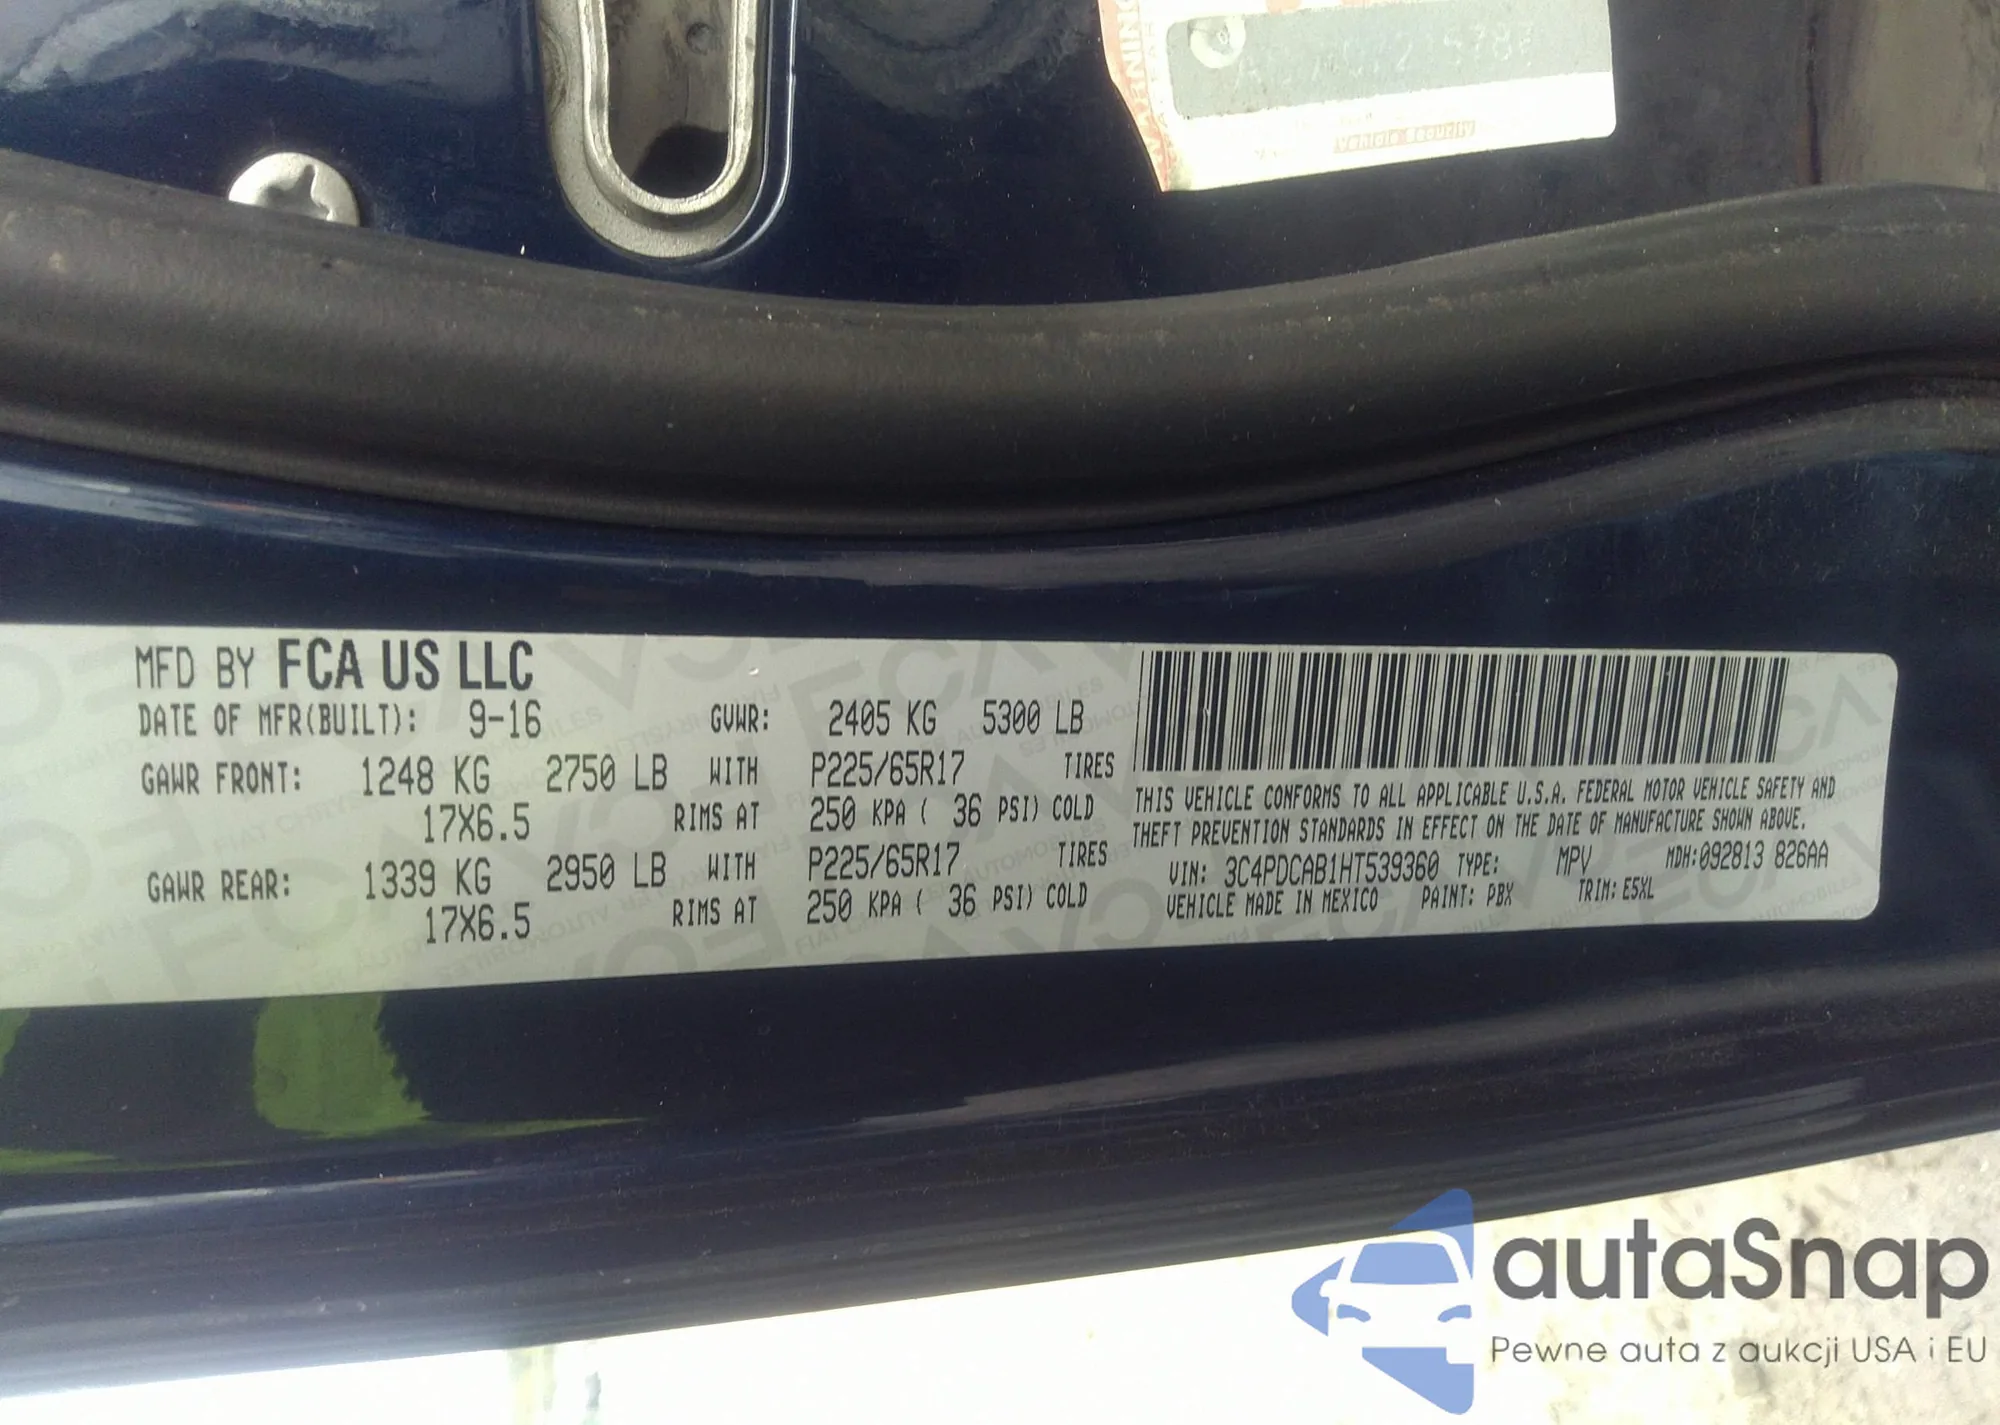 WARNING
Vehicle Security
MFD BY FCA US LLC
DATE OF MFR(BUILT): 9-16 GVWR: 2405 KG 5300 LB
GAWR FRONT: 1248 KG 2750 LB WITH P225/65R17 TIRES
17X6.5 RIMS AT 250 KPA ( 36 PSI) COLD
GAWR REAR: 1339 KG 2950 LB WITH P225/65R17 TIRES
17X6.5 RIMS AT 250 KPA ( 36 PSI) COLD
THIS VEHICLE CONFORMS TO ALL APPLICABLE U.S.A. FEDERAL MOTOR VEHICLE SAFETY AND
THEFT PREVENTION STANDARDS IN EFFECT ON THE DATE OF MANUFACTURE SHOWN ABOVE.
VIN: 3C4PDCAB1HT539360 TYPE: MPV MDH:092813 826AA
VEHICLE MADE IN MEXICO PAINT: PBX TRIM: E5XL
autaSnap
Pewne auta z aukcji USA i EU